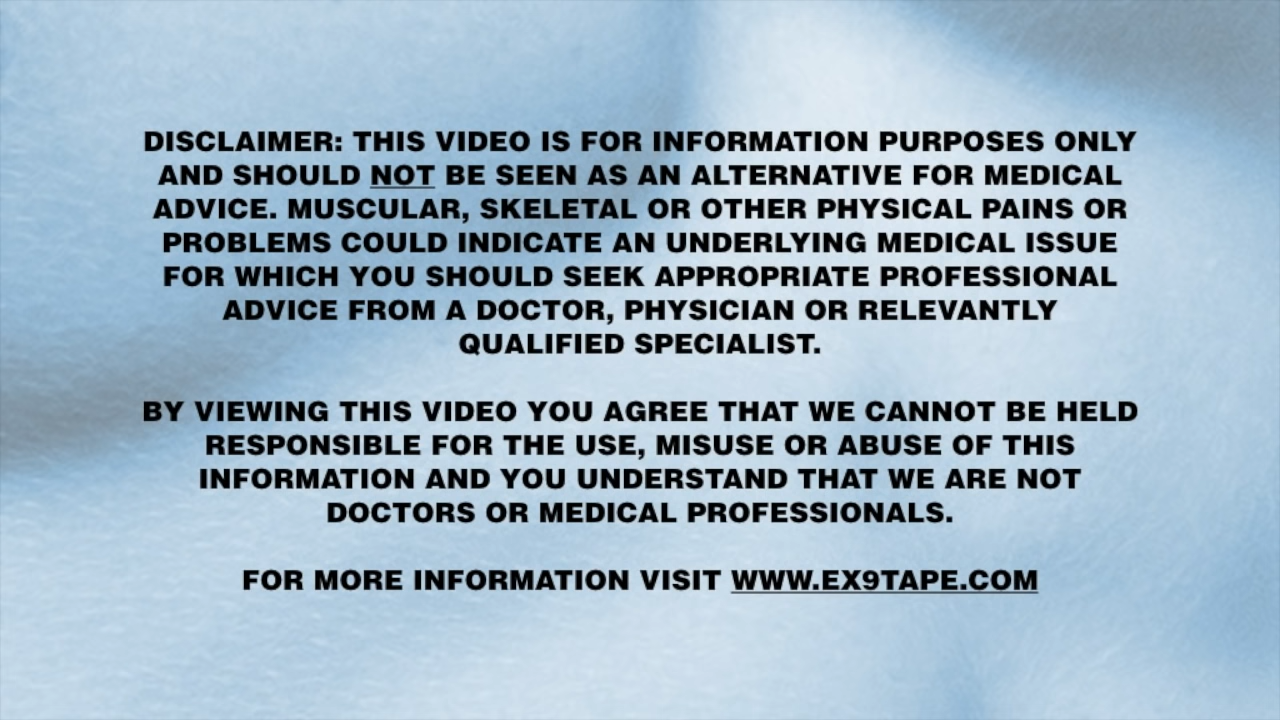 DISCLAIMER: THIS VIDEO IS FOR INFORMATION PURPOSES ONLY
AND SHOULD NOT BE SEEN AS AN ALTERNATIVE FOR MEDICAL
ADVICE. MUSCULAR, SKELETAL OR OTHER PHYSICAL PAINS OR
PROBLEMS COULD INDICATE AN UNDERLYING MEDICAL ISSUE
FOR WHICH YOU SHOULD SEEK APPROPRIATE PROFESSIONAL
ADVICE FROM A DOCTOR, PHYSICIAN OR RELEVANTLY
QUALIFIED SPECIALIST.
BY VIEWING THIS VIDEO YOU AGREE THAT WE CANNOT BE HELD
RESPONSIBLE FOR THE USE, MISUSE OR ABUSE OF THIS
INFORMATION AND YOU UNDERSTAND THAT WE ARE NOT
DOCTORS OR MEDICAL PROFESSIONALS.
FOR MORE INFORMATION VISIT WWW.EX9TAPE.COM